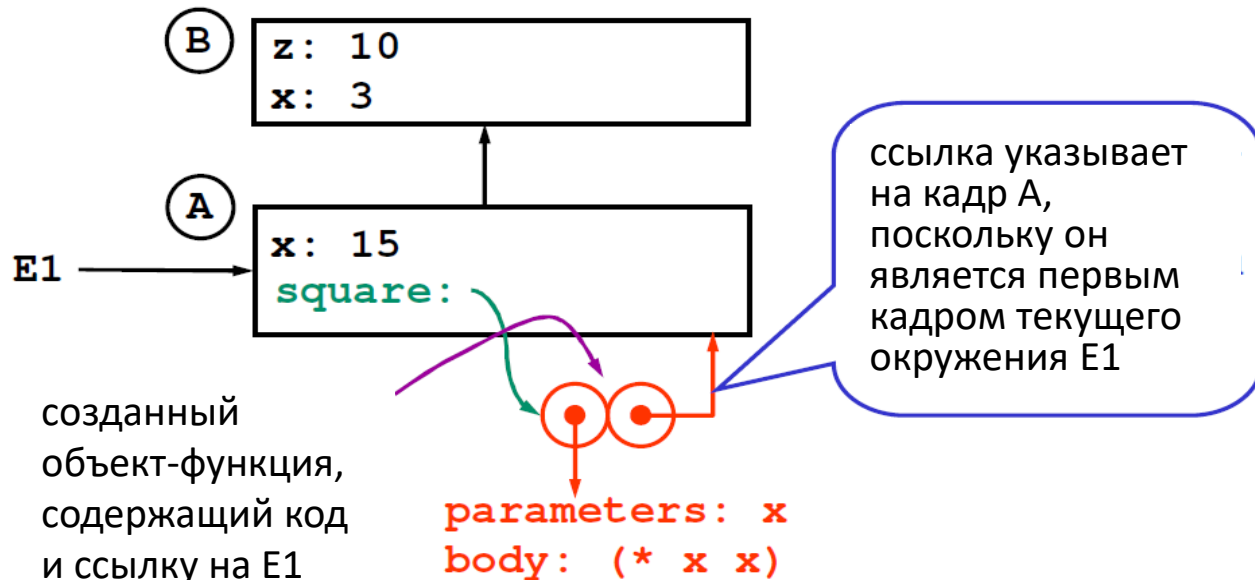 B
z: 10
x: 3
A
x: 15
E1
square:
ссылка указывает
на кадр А,
поскольку он
является первым
кадром текущего
окружения Е1
созданный
объект-функция,
содержащий код
и ссылку на Е1
parameters: x
body: (* x x)